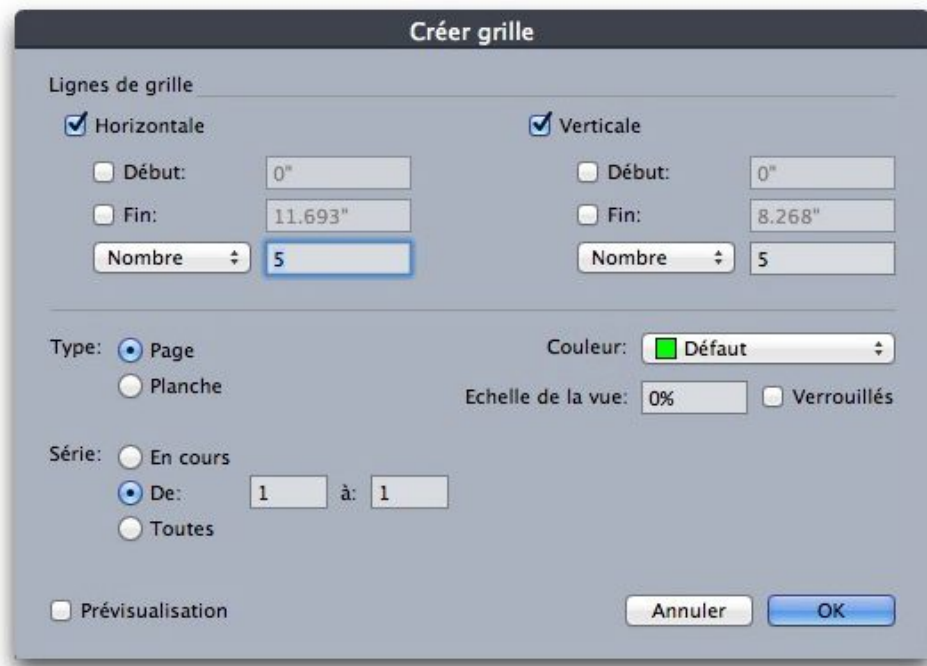 Créer grille
Lignes de grille
Horizontale
Verticale
Début: 0"
Début: 0"
Fin: 11.693"
Fin: 8.268"
Nombre 5
Nombre 5
Type: Page
Planche
Couleur: Défaut
Echelle de la vue: 0% Verrouillés
Série: En cours
De: 1 à: 1
Toutes
Prévisualisation
Annuler
OK